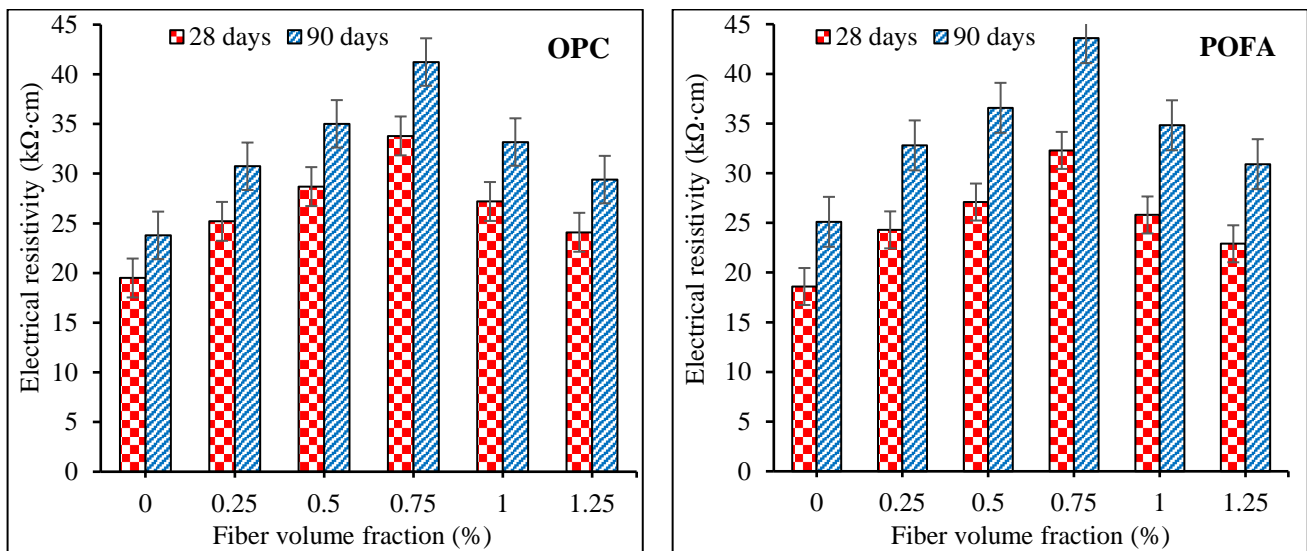 28 days 90 days
OPC
Electrical resistivity (kΩ·cm)
45
40
35
30
25
20
15
10
5
0
0 0.25 0.5 0.75 1 1.25
Fiber volume fraction (%)
28 days 90 days
POFA
Electrical resistivity (kΩ·cm)
45
40
35
30
25
20
15
10
5
0
0 0.25 0.5 0.75 1 1.25
Fiber volume fraction (%)